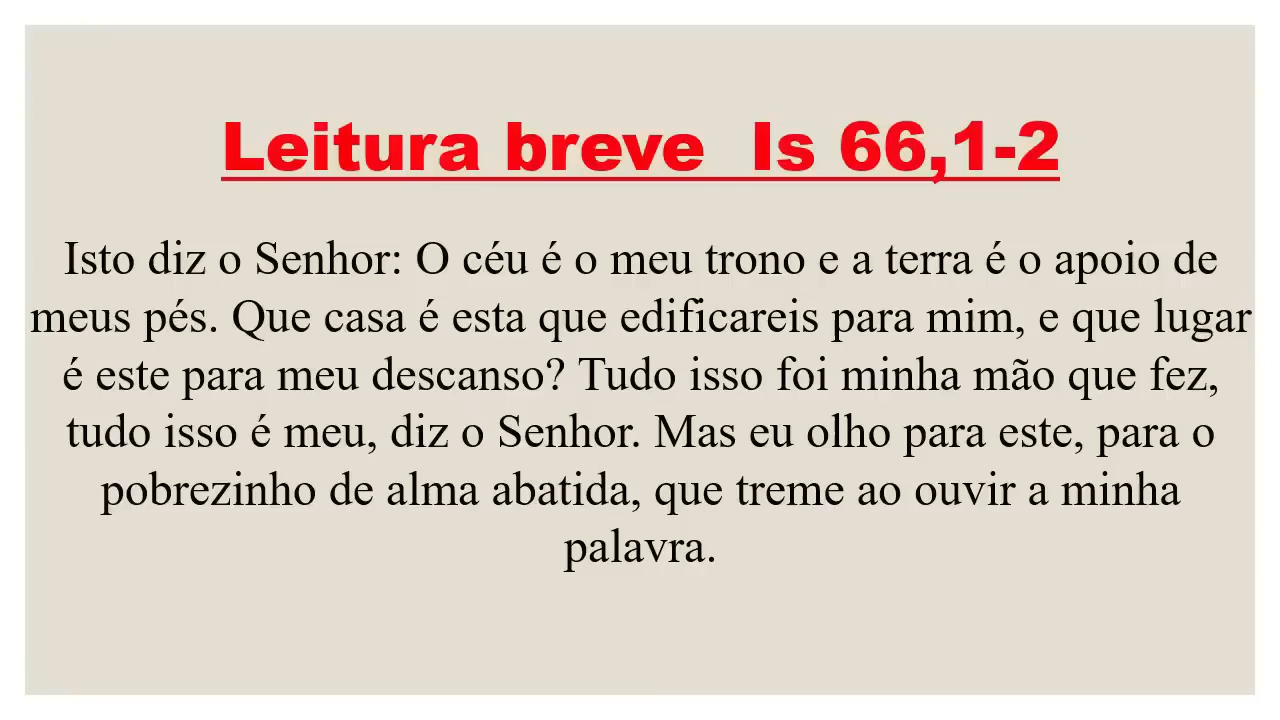 Leitura breve  Is 66,1-2
Isto diz o Senhor: O céu é o meu trono e a terra é o apoio de
meus pés. Que casa é esta que edificareis para mim, e que lugar
é este para meu descanso? Tudo isso foi minha mão que fez,
tudo isso é meu, diz o Senhor. Mas eu olho para este, para o
pobrezinho de alma abatida, que treme ao ouvir a minha
palavra.